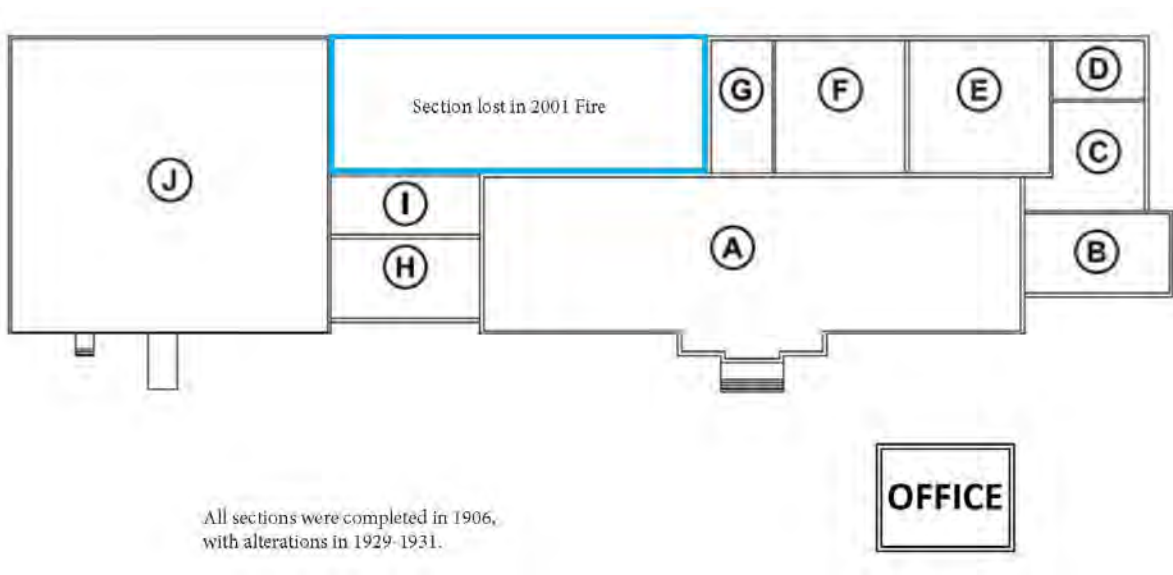 Section lost in 2001 Fire
G
F
E
D
C
J
I
A
B
H
OFFICE
All sections were completed in 1906,
with alterations in 1929-1931.